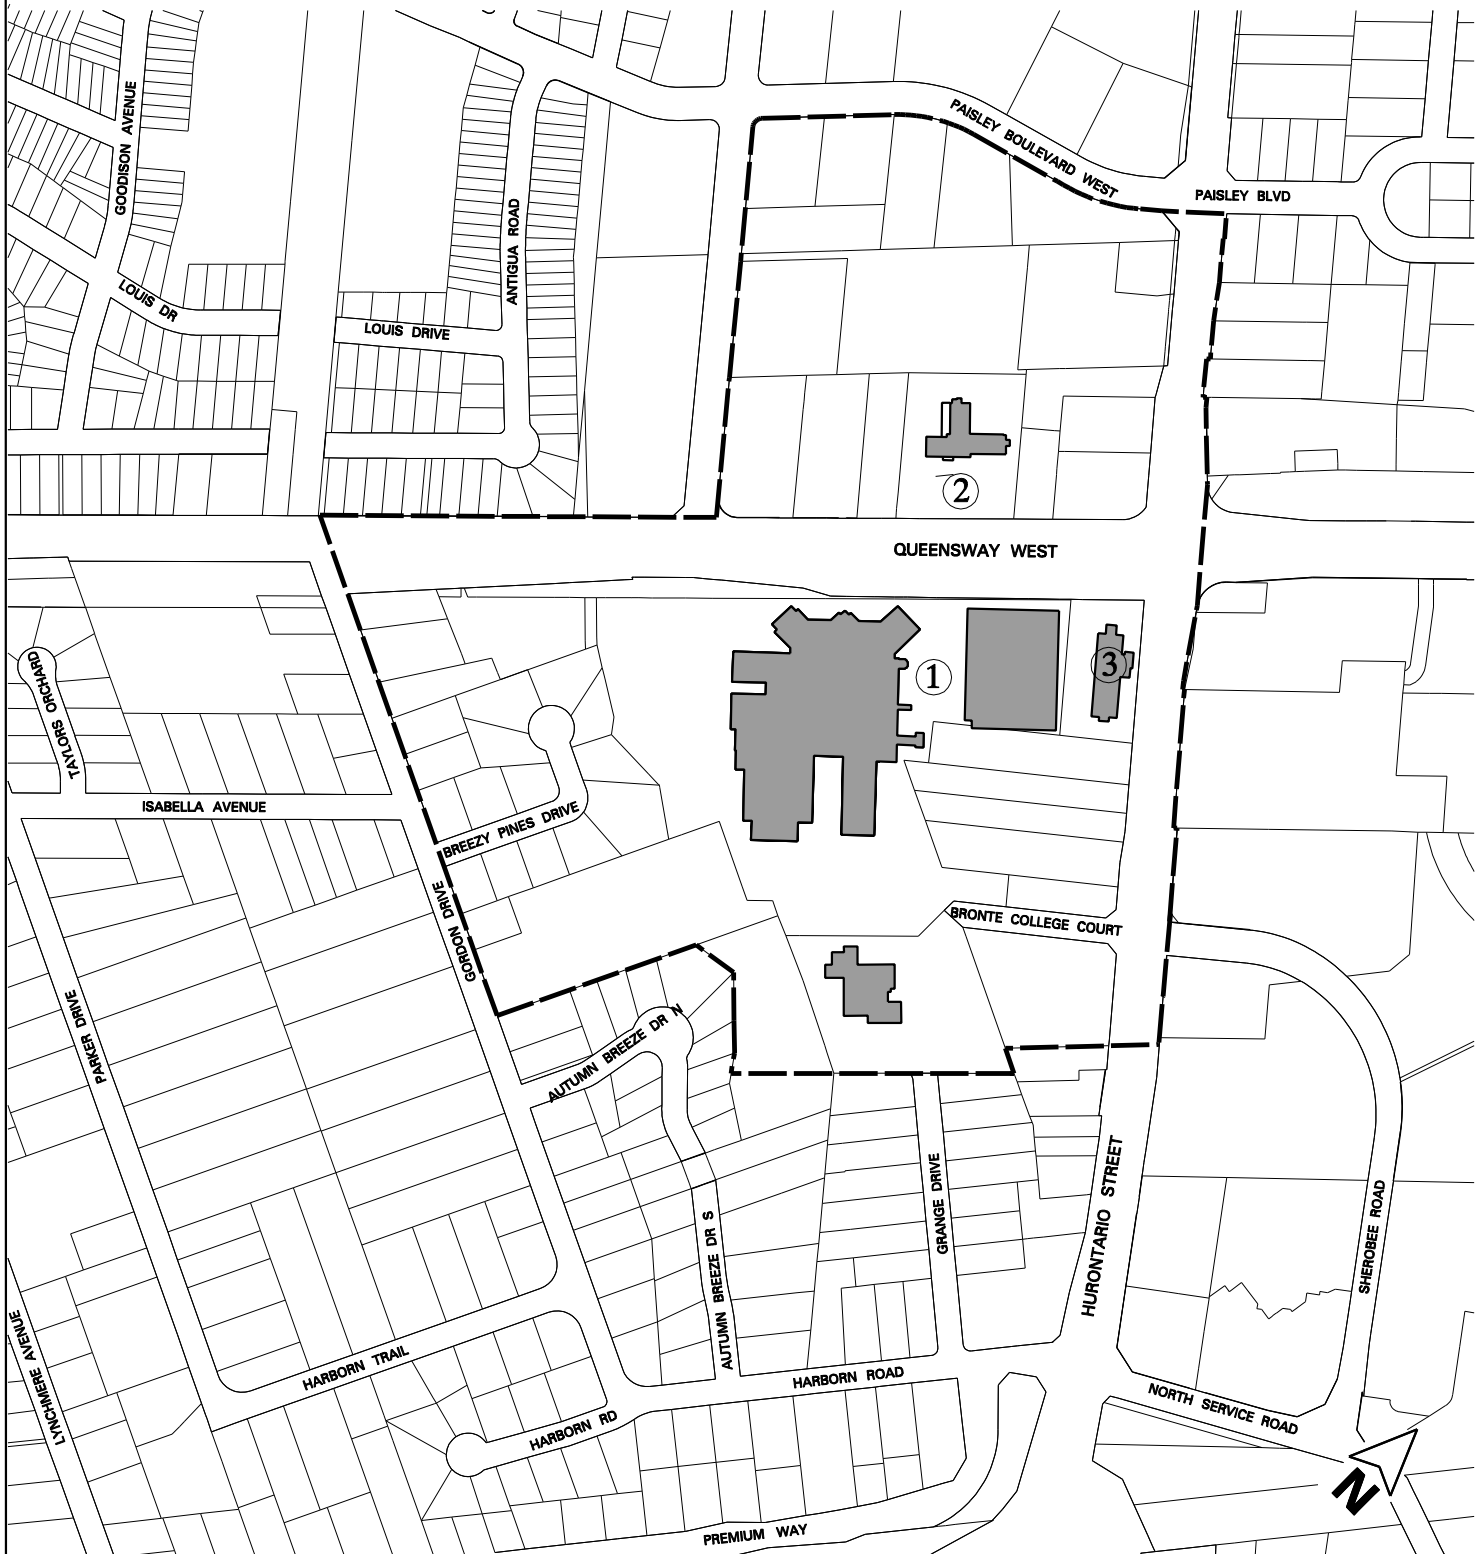 GOODISON AVENUE
PAISLEY BOULEVARD WEST
PAISLEY BLVD
ANTIGUA ROAD
LOUIS DR
LOUIS DRIVE
2
QUEENSWAY WEST
TAYLORS ORCHARD
1
3
ISABELLA AVENUE
BREEZY PINES DRIVE
GORDON DRIVE
BRONTE COLLEGE COURT
PARKER DRIVE
AUTUMN BREEZE DR N
GRANGE DRIVE
HURONTARIO STREET
SHEROBEE ROAD
AUTUMN BREEZE DR S
LYNCHMERE AVENUE
HARBORN TRAIL
HARBORN ROAD
HARBORN RD
NORTH SERVICE ROAD
N
PREMIUM WAY